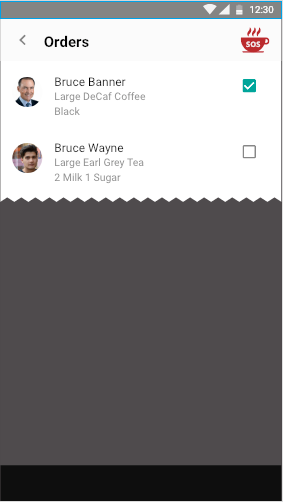 12:30
Orders
SOS
Bruce Banner
Large DeCaf Coffee
Black
Bruce Wayne
Large Earl Grey Tea
2 Milk 1 Sugar